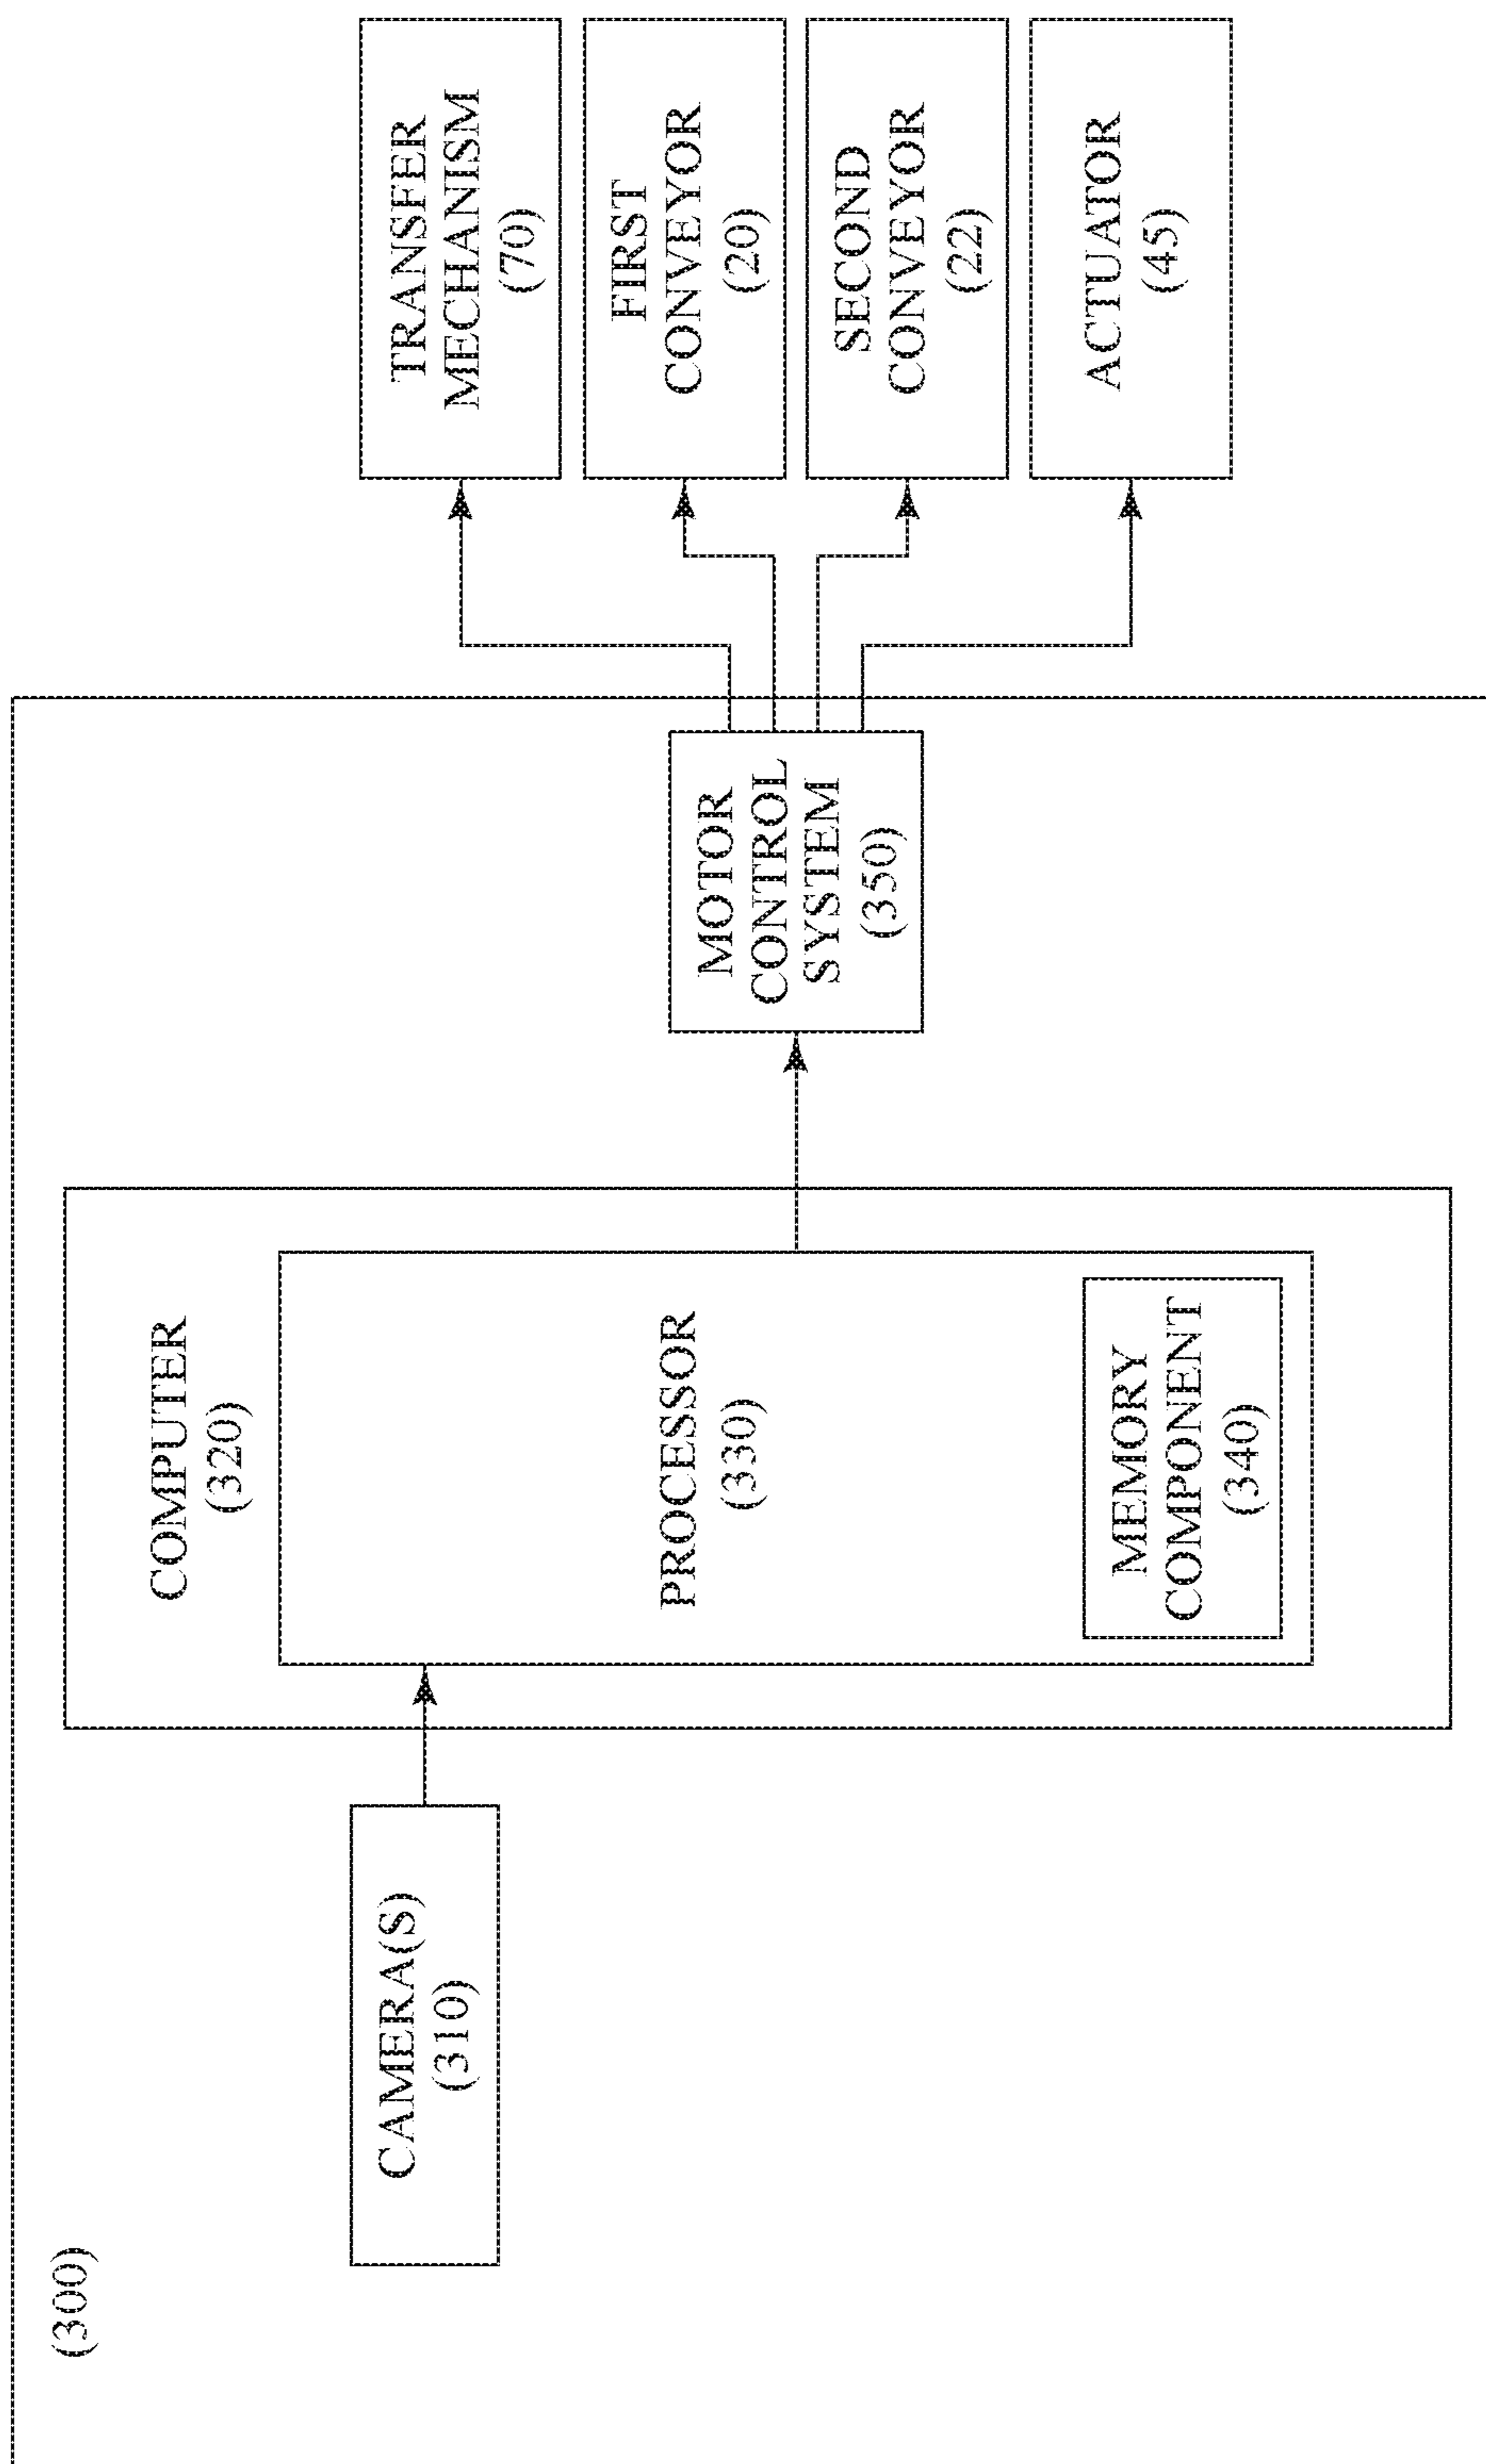 (300)
CAMERA(S)
(310)
COMPUTER
(320)
PROCESSOR
(330)
MEMORY
COMPONENT
(340)
MOTOR
CONTROL
SYSTEM
(350)
TRANSFER
MECHANISM
(70)
FIRST
CONVEYOR
(20)
SECOND
CONVEYOR
(22)
ACTUATOR
(45)